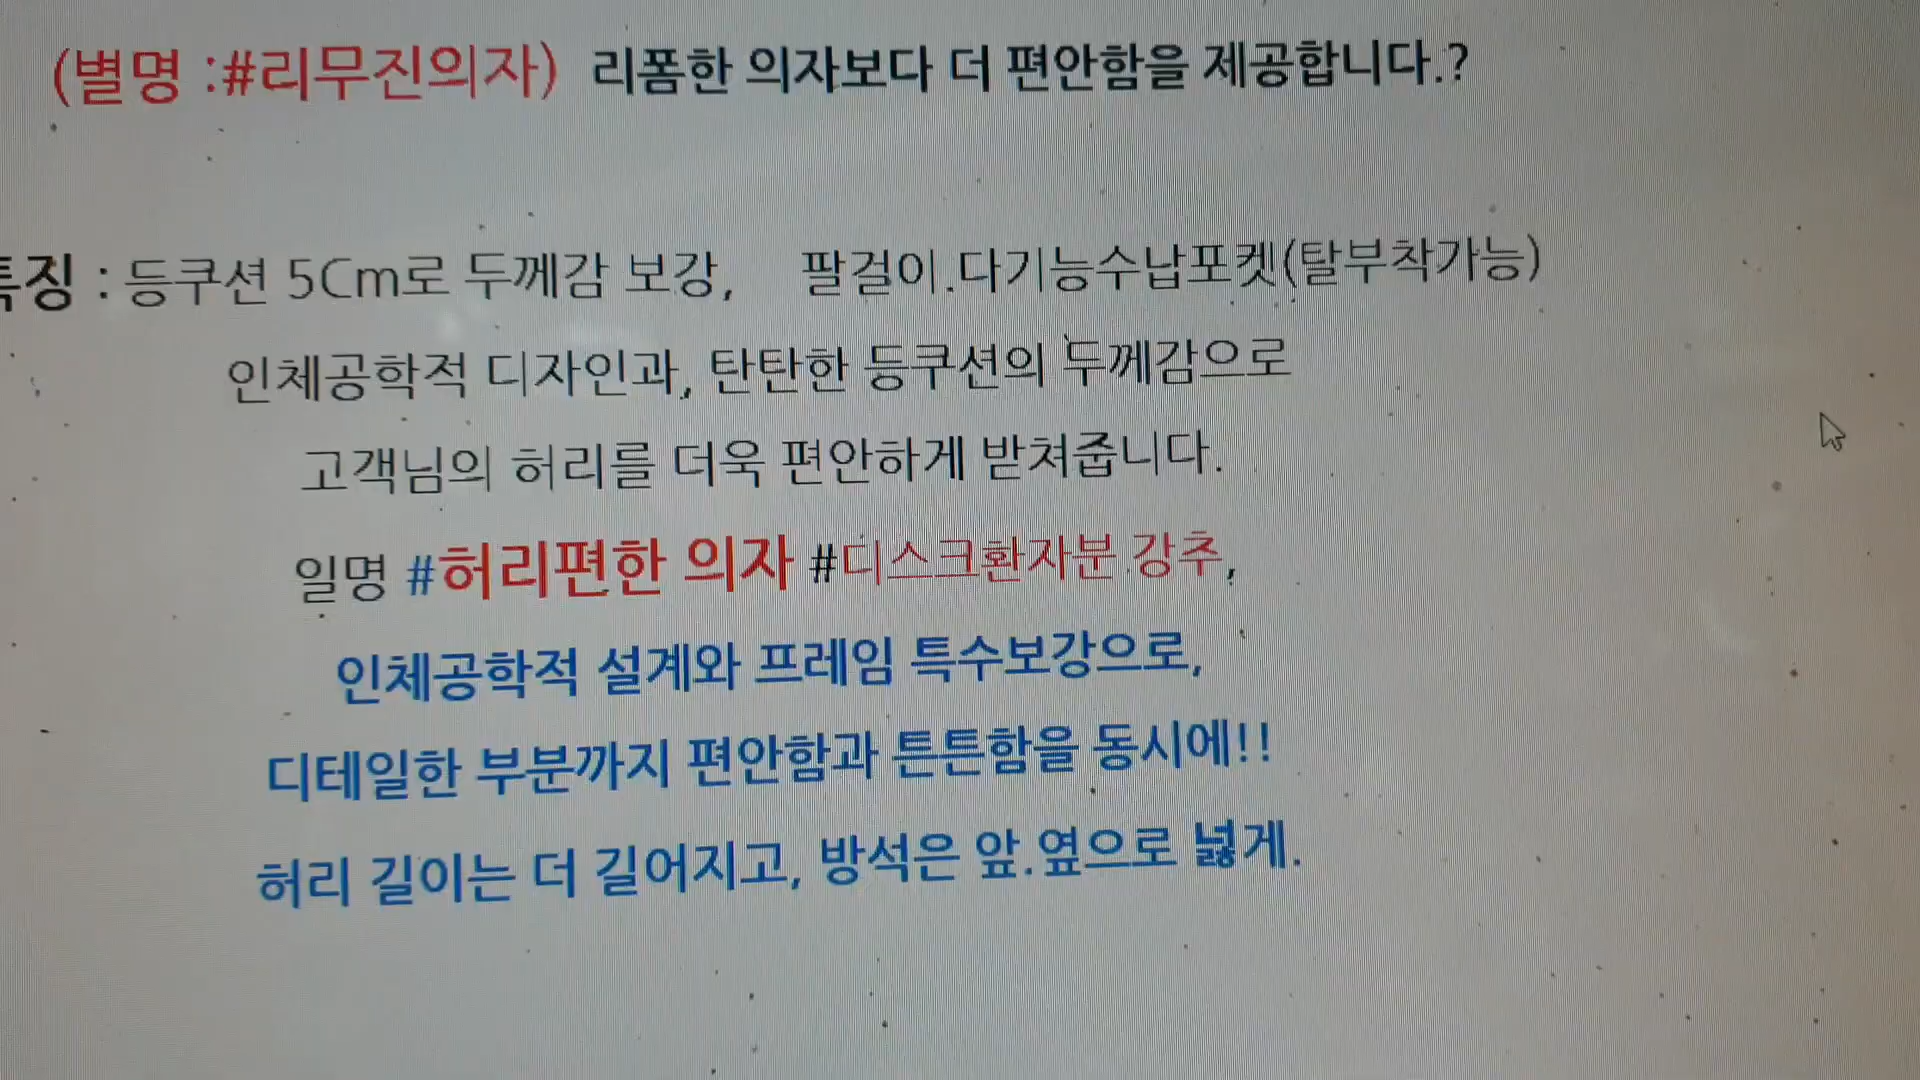 (별명 :#리무진의자) 리폼한 의자보다 더 편안함을 제공합니다.?
특징 : 등쿠션 5Cm로 두께감 보강, 팔걸이.다기능수납포켓(탈부착가능)
인체공학적 디자인과, 탄탄한 등쿠션의 두께감으로
고객님의 허리를 더욱 편안하게 받쳐줍니다.
일명 #허리편한 의자 #디스크환자분 강추,
인체공학적 설계와 프레임 특수보강으로,
디테일한 부분까지 편안함과 튼튼함을 동시에!!
허리 길이는 더 길어지고, 방석은 앞.옆으로 넓게.